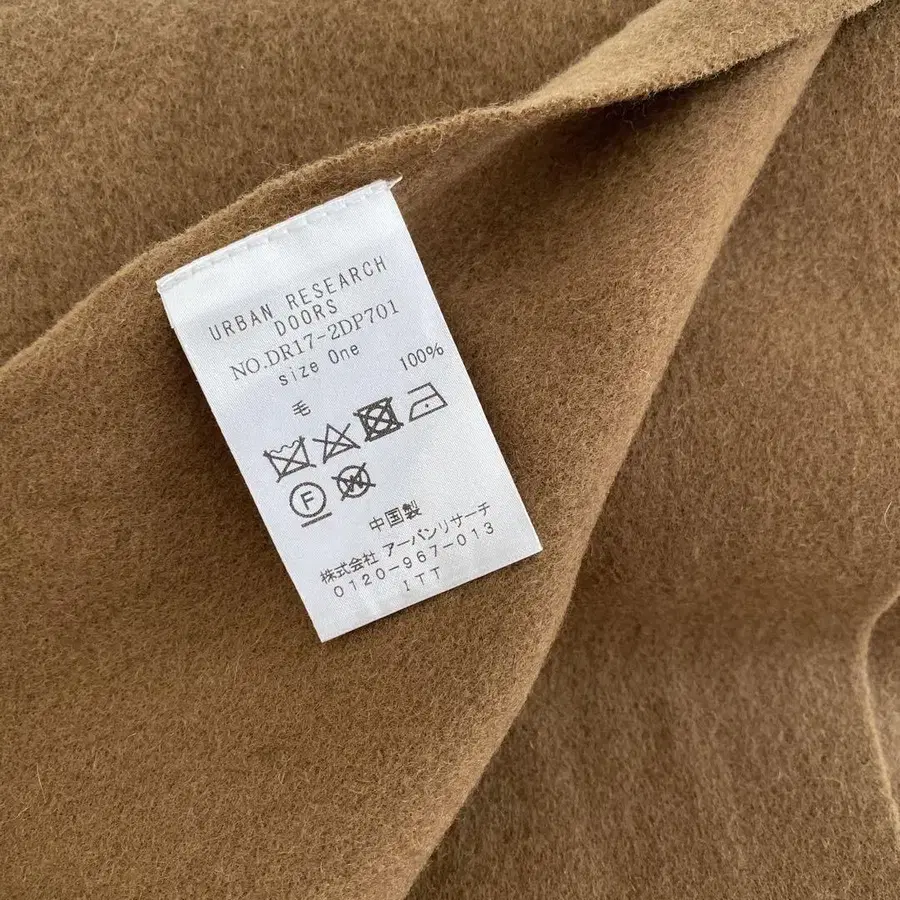 URBAN RESEARCH
DOORS
NO.DR17-2DP701
size One
毛 100%
F
W
中国製
株式会社 アーバンリサーチ
0120-967-013
ITT